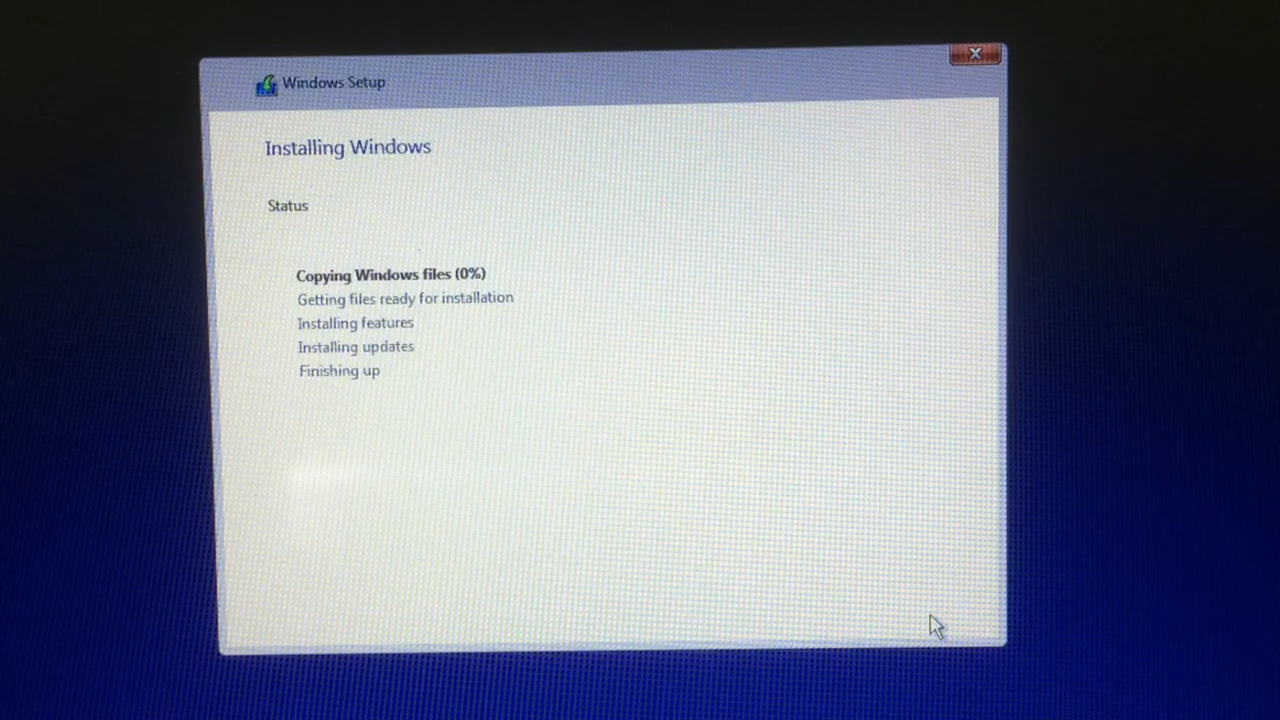 Windows Setup
Installing Windows
Status
Copying Windows files (0%)
Getting files ready for installation
Installing features
Installing updates
Finishing up